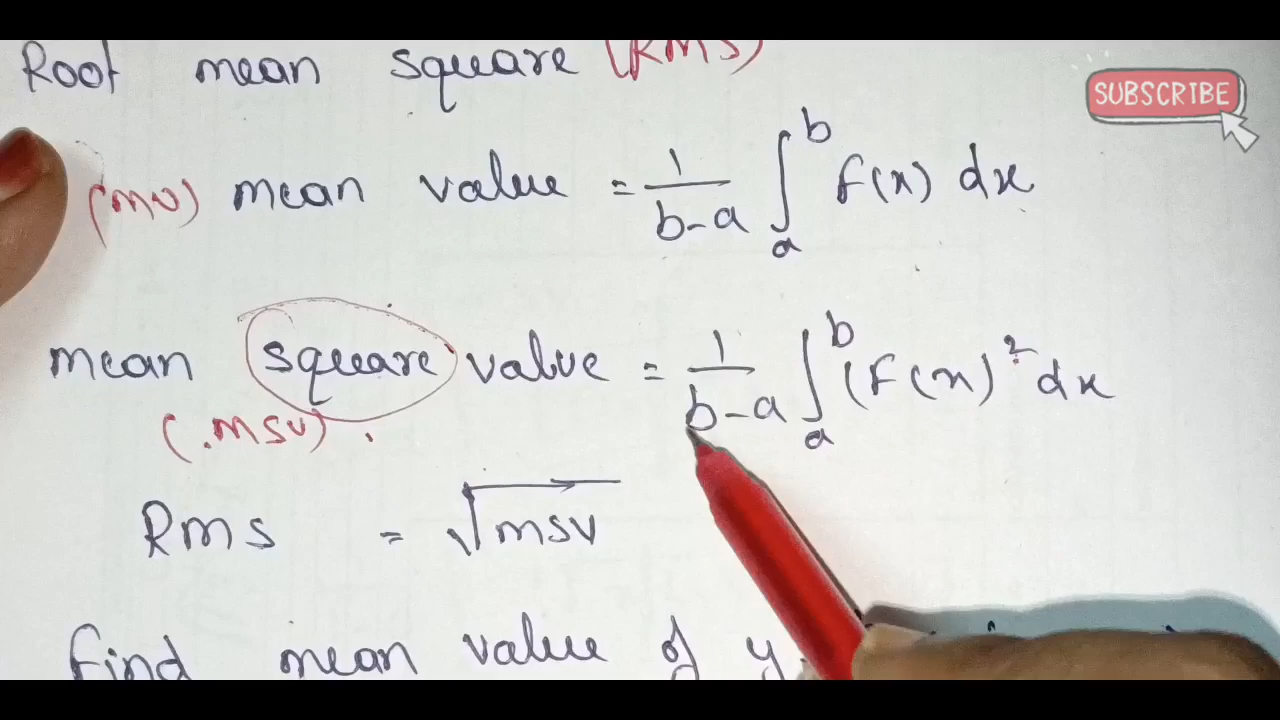 Root mean square (RMS)
SUBSCRIBE
(mv) mean value = 1/(b-a) ∫_a^b f(x) dx
mean square value = 1/(b-a) ∫_a^b (f(x))² dx
(.msv).
Rms = √msv
Find mean value of y